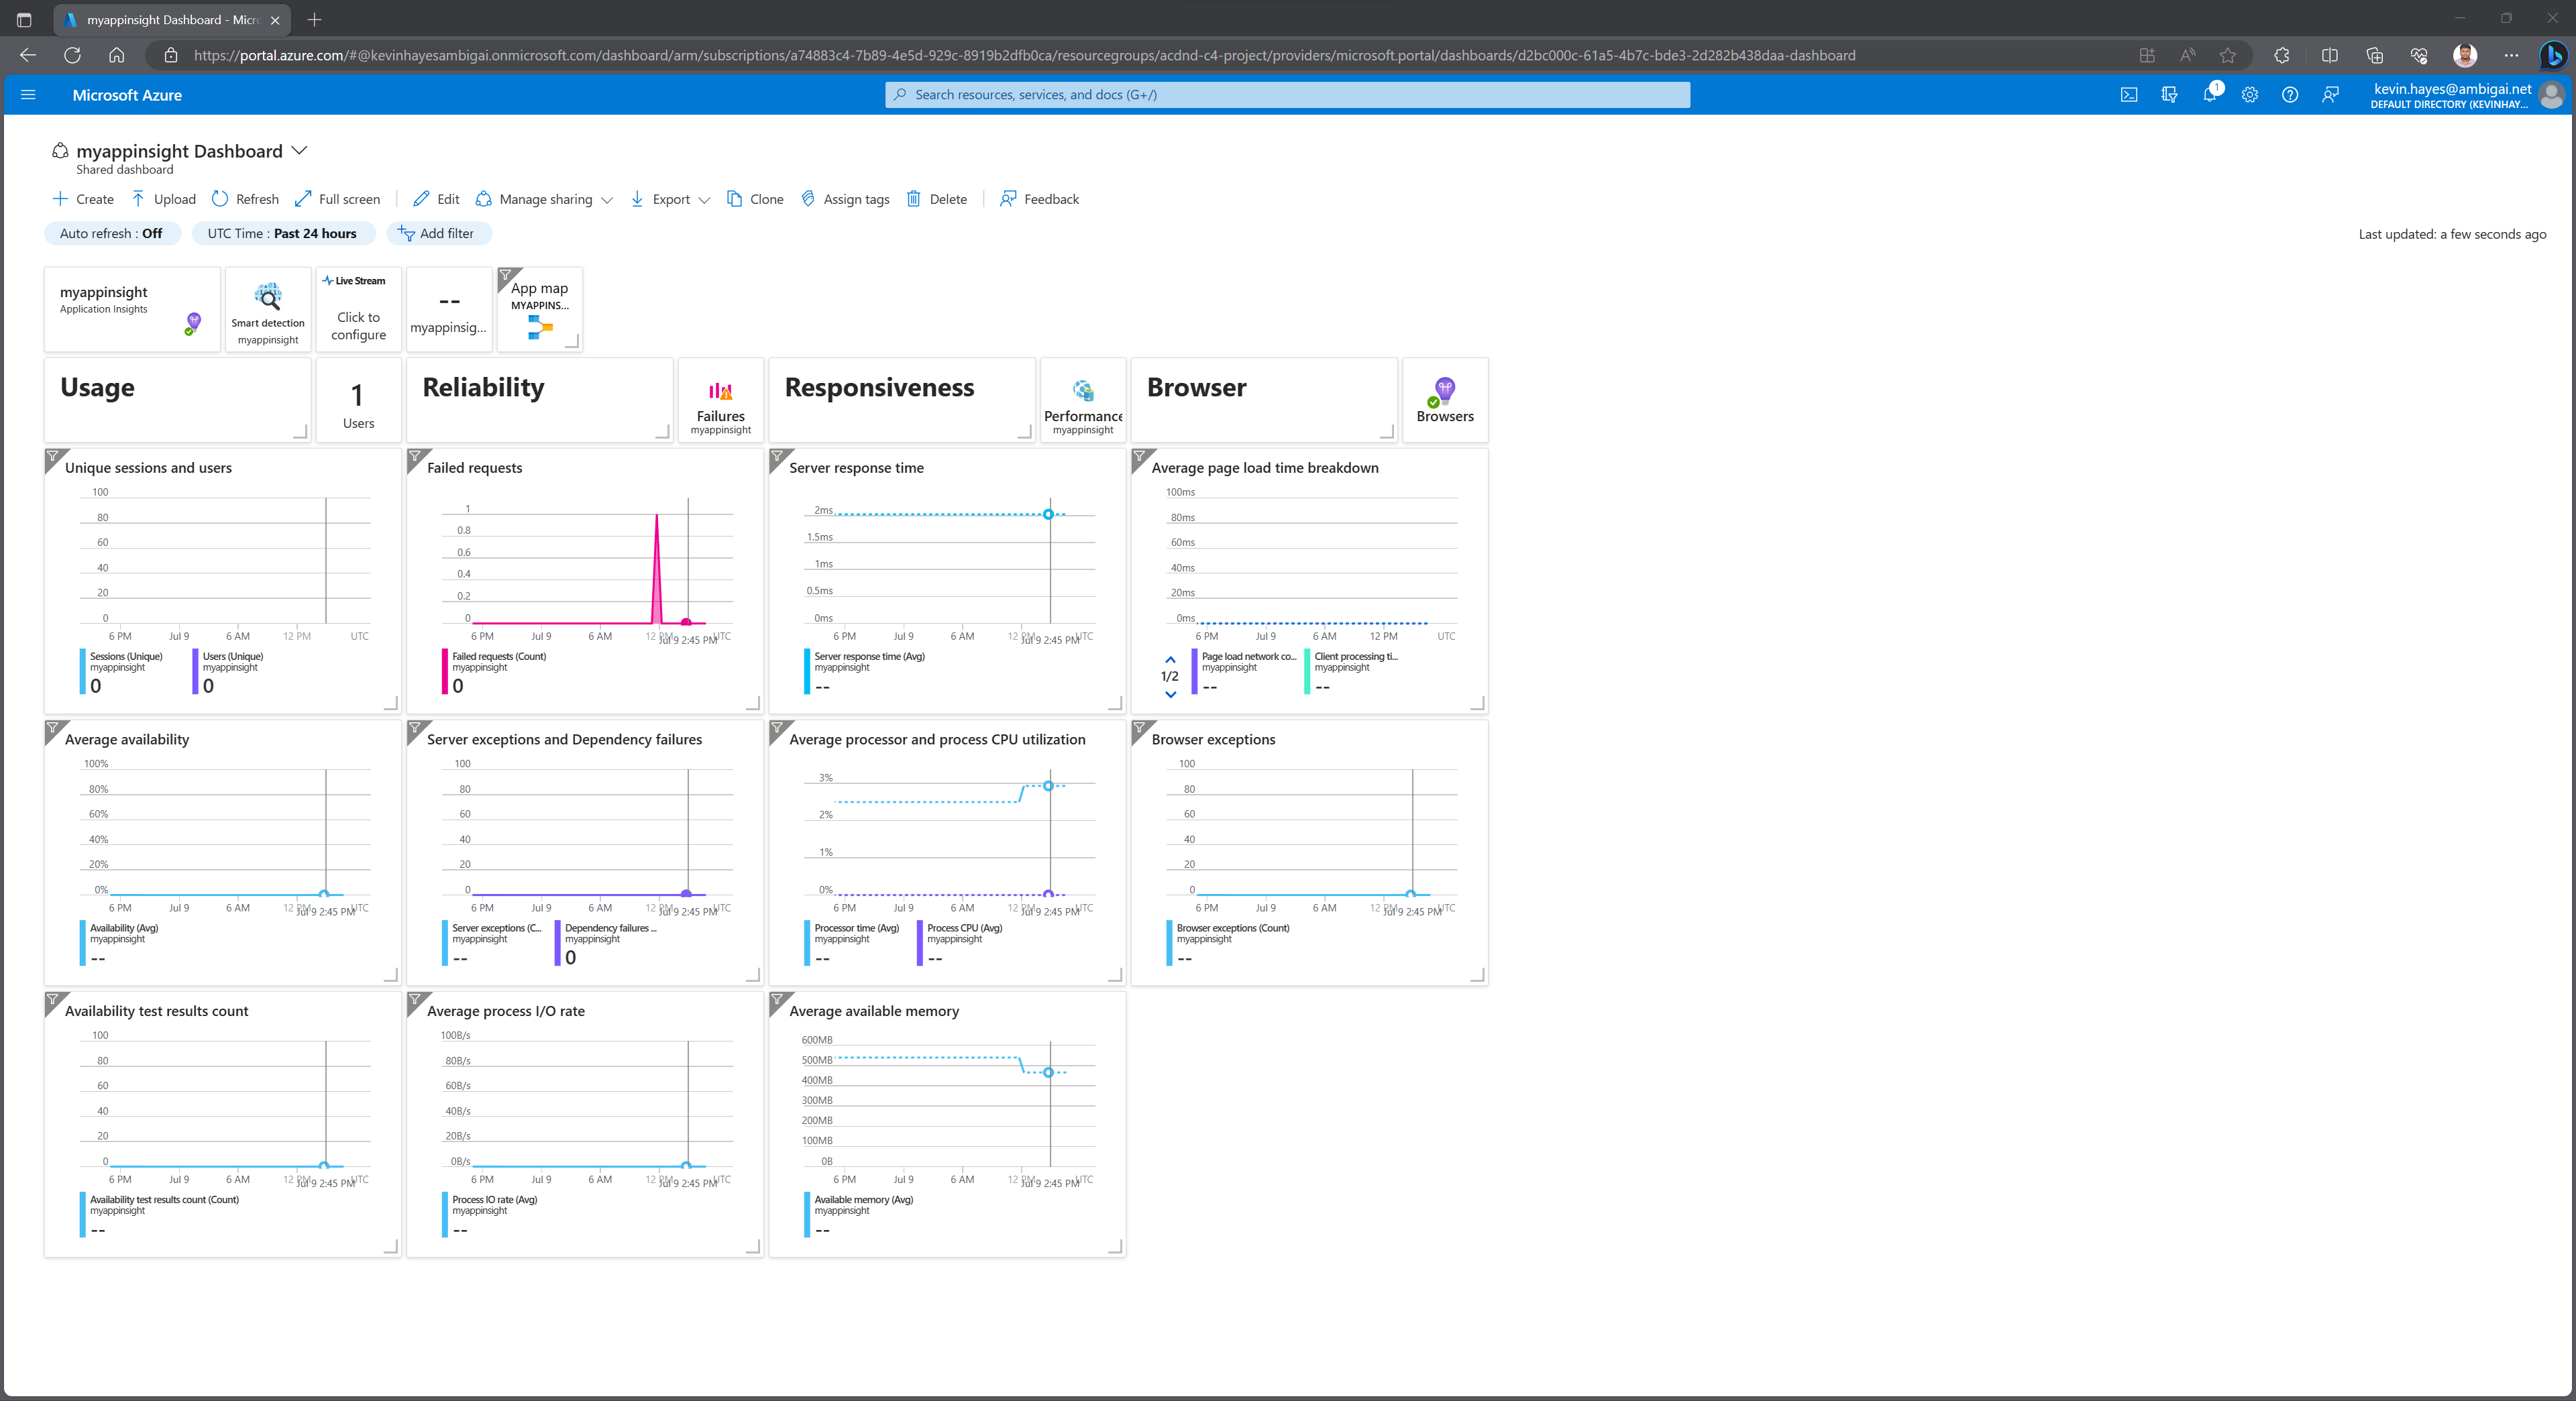 myappinsight Dashboard - Micr
https://portal.azure.com/#@kevinhayesambigai.onmicrosoft.com/dashboard/arm/subscriptions/a74883c4-7b89-4e5d-929c-8919b2dfb0ca/resourcegroups/acdnd-c4-project/providers/microsoft.portal/dashboards/d2bc000c-61a5-4b7c-bde3-2d282b438daa-dashboard
Microsoft Azure
Search resources, services, and docs (G+/)
1
kevin.hayes@ambigai.net
DEFAULT DIRECTORY (KEVINHAY...
myappinsight Dashboard
Shared dashboard
Create Upload Refresh Full screen Edit Manage sharing Export Clone Assign tags Delete Feedback
Auto refresh : Off UTC Time : Past 24 hours Add filter
Last updated: a few seconds ago
myappinsight
Application Insights
Smart detection
myappinsight
Live Stream
Click to
configure
--
myappinsig...
App map
MYAPPINS...
Usage
1
Users
Reliability
Failures
myappinsight
Responsiveness
Performance
myappinsight
Browser
Browsers
Unique sessions and users
100
80
60
40
20
0
6 PM Jul 9 6 AM 12 PM UTC
Sessions (Unique)
myappinsight
0
Users (Unique)
myappinsight
0
Failed requests
1
0.8
0.6
0.4
0.2
0
6 PM Jul 9 6 AM 12 PM Jul 9 2:45 PM UTC
Failed requests (Count)
myappinsight
0
Server response time
2ms
1.5ms
1ms
0.5ms
0ms
6 PM Jul 9 6 AM 12 PM Jul 9 2:45 PM UTC
Server response time (Avg)
myappinsight
--
Average page load time breakdown
100ms
80ms
60ms
40ms
20ms
0ms
6 PM Jul 9 6 AM 12 PM UTC
1/2
Page load network co...
myappinsight
--
Client processing ti...
myappinsight
--
Average availability
100%
80%
60%
40%
20%
0%
6 PM Jul 9 6 AM 12 PM Jul 9 2:45 PM UTC
Availability (Avg)
myappinsight
--
Server exceptions and Dependency failures
100
80
60
40
20
0
6 PM Jul 9 6 AM 12 PM Jul 9 2:45 PM UTC
Server exceptions (C...
myappinsight
--
Dependency failures ...
myappinsight
0
Average processor and process CPU utilization
3%
2%
1%
0%
6 PM Jul 9 6 AM 12 PM Jul 9 2:45 PM UTC
Processor time (Avg)
myappinsight
--
Process CPU (Avg)
myappinsight
--
Browser exceptions
100
80
60
40
20
0
6 PM Jul 9 6 AM 12 PM Jul 9 2:45 PM UTC
Browser exceptions (Count)
myappinsight
--
Availability test results count
100
80
60
40
20
0
6 PM Jul 9 6 AM 12 PM Jul 9 2:45 PM UTC
Availability test results count (Count)
myappinsight
--
Average process I/O rate
100B/s
80B/s
60B/s
40B/s
20B/s
0B/s
6 PM Jul 9 6 AM 12 PM Jul 9 2:45 PM UTC
Process IO rate (Avg)
myappinsight
--
Average available memory
600MB
500MB
400MB
300MB
200MB
100MB
0B
6 PM Jul 9 6 AM 12 PM Jul 9 2:45 PM UTC
Available memory (Avg)
myappinsight
--